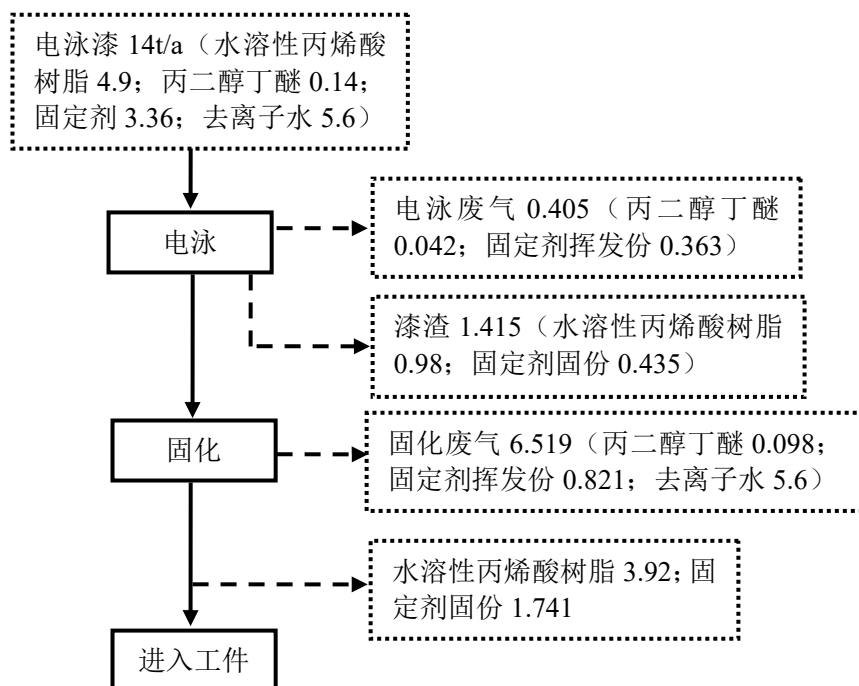 电泳漆 14t/a（水溶性丙烯酸
树脂 4.9；丙二醇丁醚 0.14；
固定剂 3.36；去离子水 5.6）
电泳
电泳废气 0.405（丙二醇丁醚
0.042；固定剂挥发份 0.363）
漆渣 1.415（水溶性丙烯酸树脂
0.98；固定剂固份 0.435）
固化
固化废气 6.519（丙二醇丁醚 0.098；
固定剂挥发份 0.821；去离子水 5.6）
水溶性丙烯酸树脂 3.92；固
定剂固份 1.741
进入工件